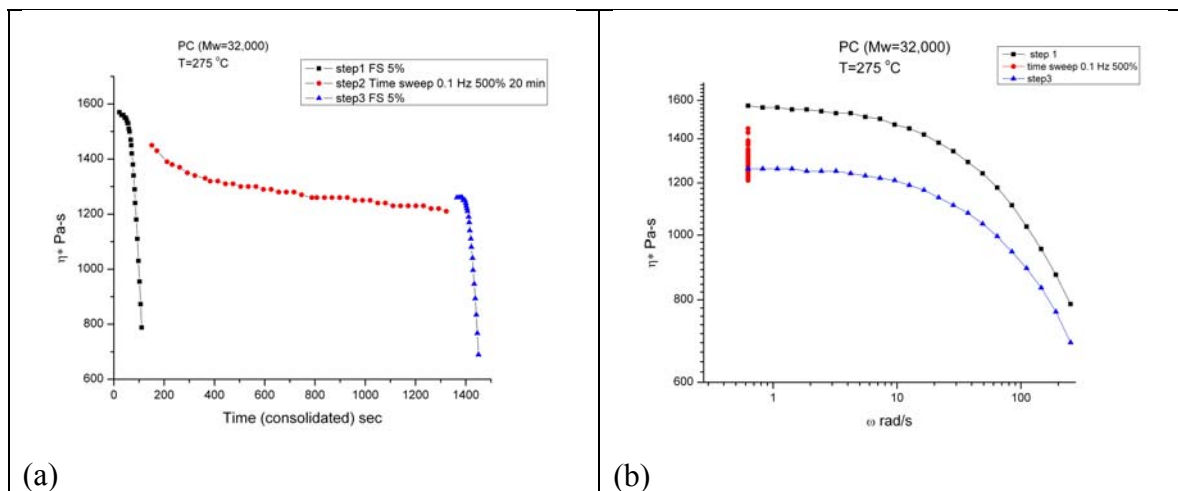 PC (Mw=32,000)
T=275 °C
step1 FS 5%
step2 Time sweep 0.1 Hz 500% 20 min
step3 FS 5%
1600
1400
1200
1000
800
600
η* Pa-s
0 200 400 600 800 1000 1200 1400
Time (consolidated) sec
(a)
PC (Mw=32,000)
T=275 °C
step 1
time sweep 0.1 Hz 500%
step3
1600
1400
1200
1000
800
600
η* Pa-s
1 10 100
ω rad/s
(b)